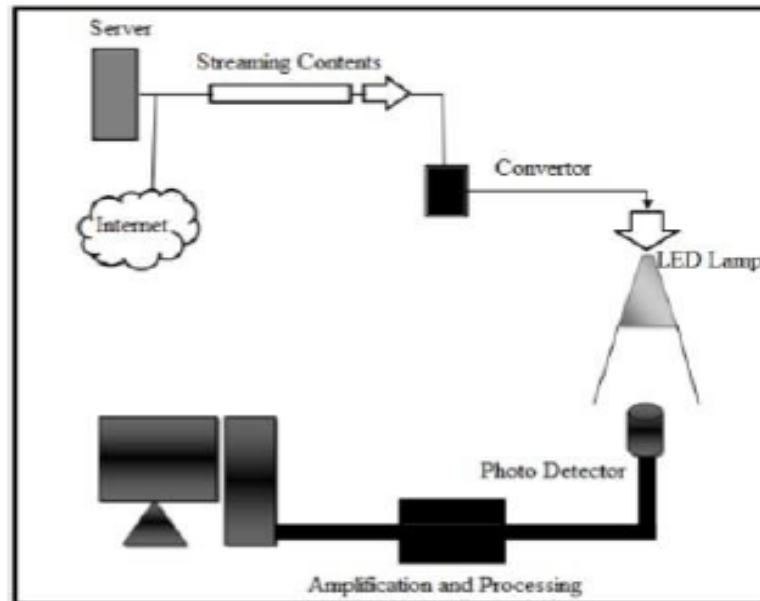 Server
Streaming Contents
Internet
Convertor
LED Lamp
Photo Detector
Amplification and Processing